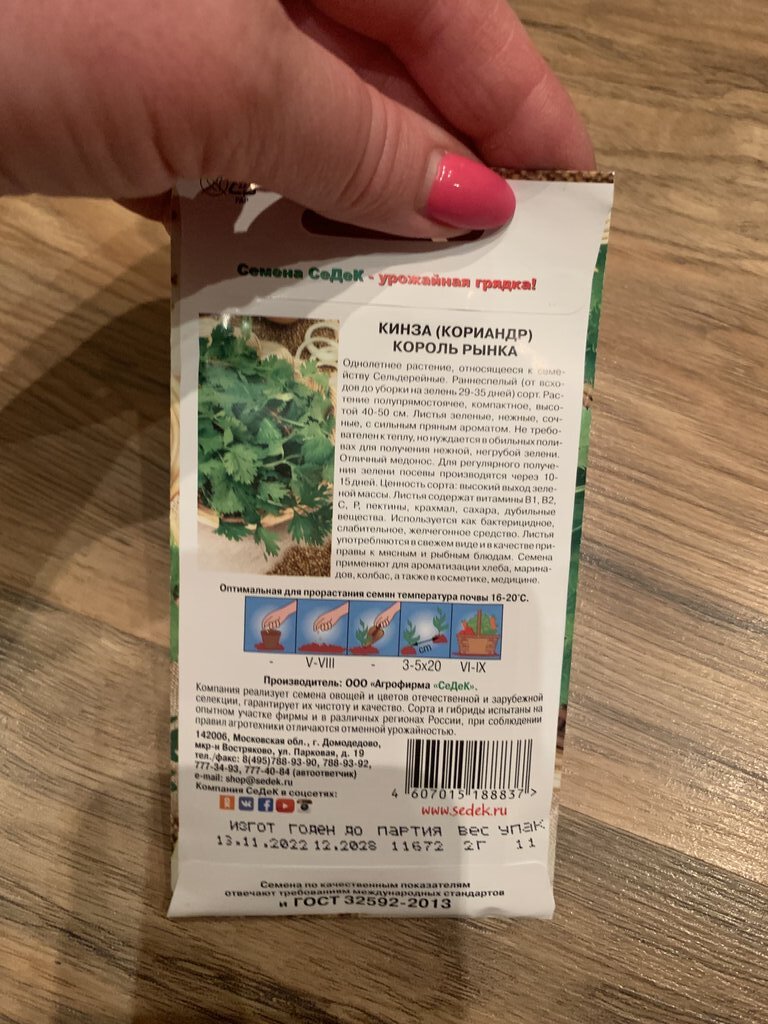 Семена СеДеК - урожайная грядка!
КИНЗА (КОРИАНДР)
КОРОЛЬ РЫНКА
Однолетнее растение, относящееся к семе-
йству Сельдерейные. Раннеспелый (от всхо-
дов до уборки на зелень 29-35 дней) сорт. Рас-
тение полупрямостоячее, компактное, высо-
той 40-50 см. Листья зеленые, нежные, соч-
ные, с сильным пряным ароматом. Не требо-
вателен к теплу, но нуждается в обильных поли-
вах для получения нежной, негрубой зелени.
Отличный медонос. Для регулярного получе-
ния зелени посевы производятся через 10-
15 дней. Ценность сорта: высокий выход зеле-
ной массы. Листья содержат витамины В1, В2,
С, Р, пектины, крахмал, сахара, дубильные
вещества. Используется как бактерицидное,
слабительное, желчегонное средство. Листья
употребляются в свежем виде и в качестве при-
правы к мясным и рыбным блюдам. Семена
применяют для ароматизации хлеба, марина-
дов, колбас, а также в косметике, медицине.
Оптимальная для прорастания семян температура почвы 16-20°С.
cm
- V-VIII - 3-5x20 VI-IX
Производитель: ООО «Агрофирма «СеДеК».
Компания реализует семена овощей и цветов отечественной и зарубежной
селекции, гарантирует их чистоту и качество. Сорта и гибриды испытаны на
опытном участке фирмы и в различных регионах России, при соблюдении
правил агротехники отличаются отменной урожайностью.
142006, Московская обл., г. Домодедово,
мкр-н Востряково, ул. Парковая, д. 19
тел./факс: 8(495)788-93-90, 788-93-92,
777-34-93, 777-40-84 (автоответчик)
e-mail: shop@sedek.ru
Компания СеДеК в соцсетях:
4 607015 188837 >
www.sedek.ru
ИЗГОТ ГОДЕН ДО ПАРТИЯ ВЕС УПАК
13.11.2022 12.2028 11672 2Г 11
Семена по качественным показателям
отвечают требованиям международных стандартов
и ГОСТ 32592-2013